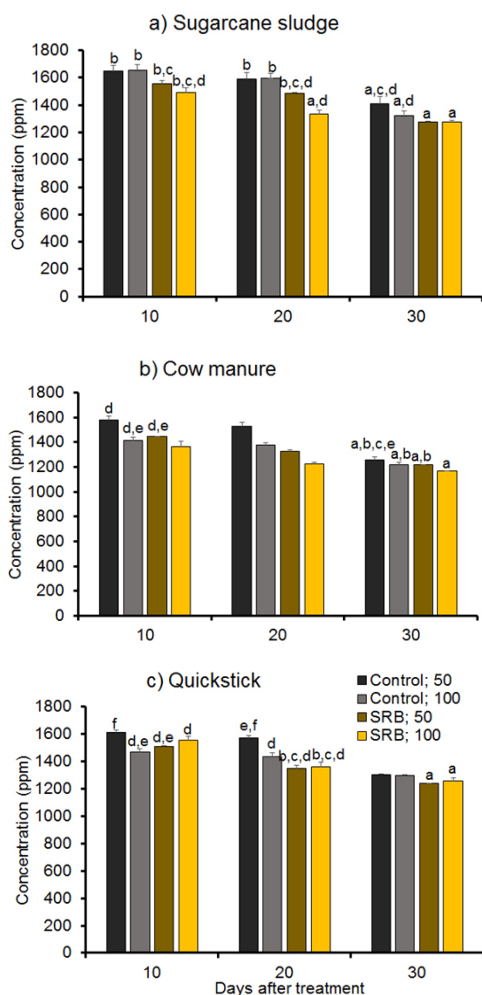 a) Sugarcane sludge
Concentration (ppm)
1800
1600
1400
1200
1000
800
600
400
200
0
b
b
b,c
b,c,d
b
b
b,c,d
a,d
a,c,d
a,d
a
a
10
20
30
b) Cow manure
Concentration (ppm)
1800
1600
1400
1200
1000
800
600
400
200
0
d
d,e
d,e
a,b,c,e
a,b
a,b
a
10
20
30
c) Quickstick
Control; 50
Control; 100
SRB; 50
SRB; 100
Concentration (ppm)
1800
1600
1400
1200
1000
800
600
400
200
0
f
d,e
d,e
d
e,f
d
b,c,d
b,c,d
a
a
10
20
30
Days after treatment